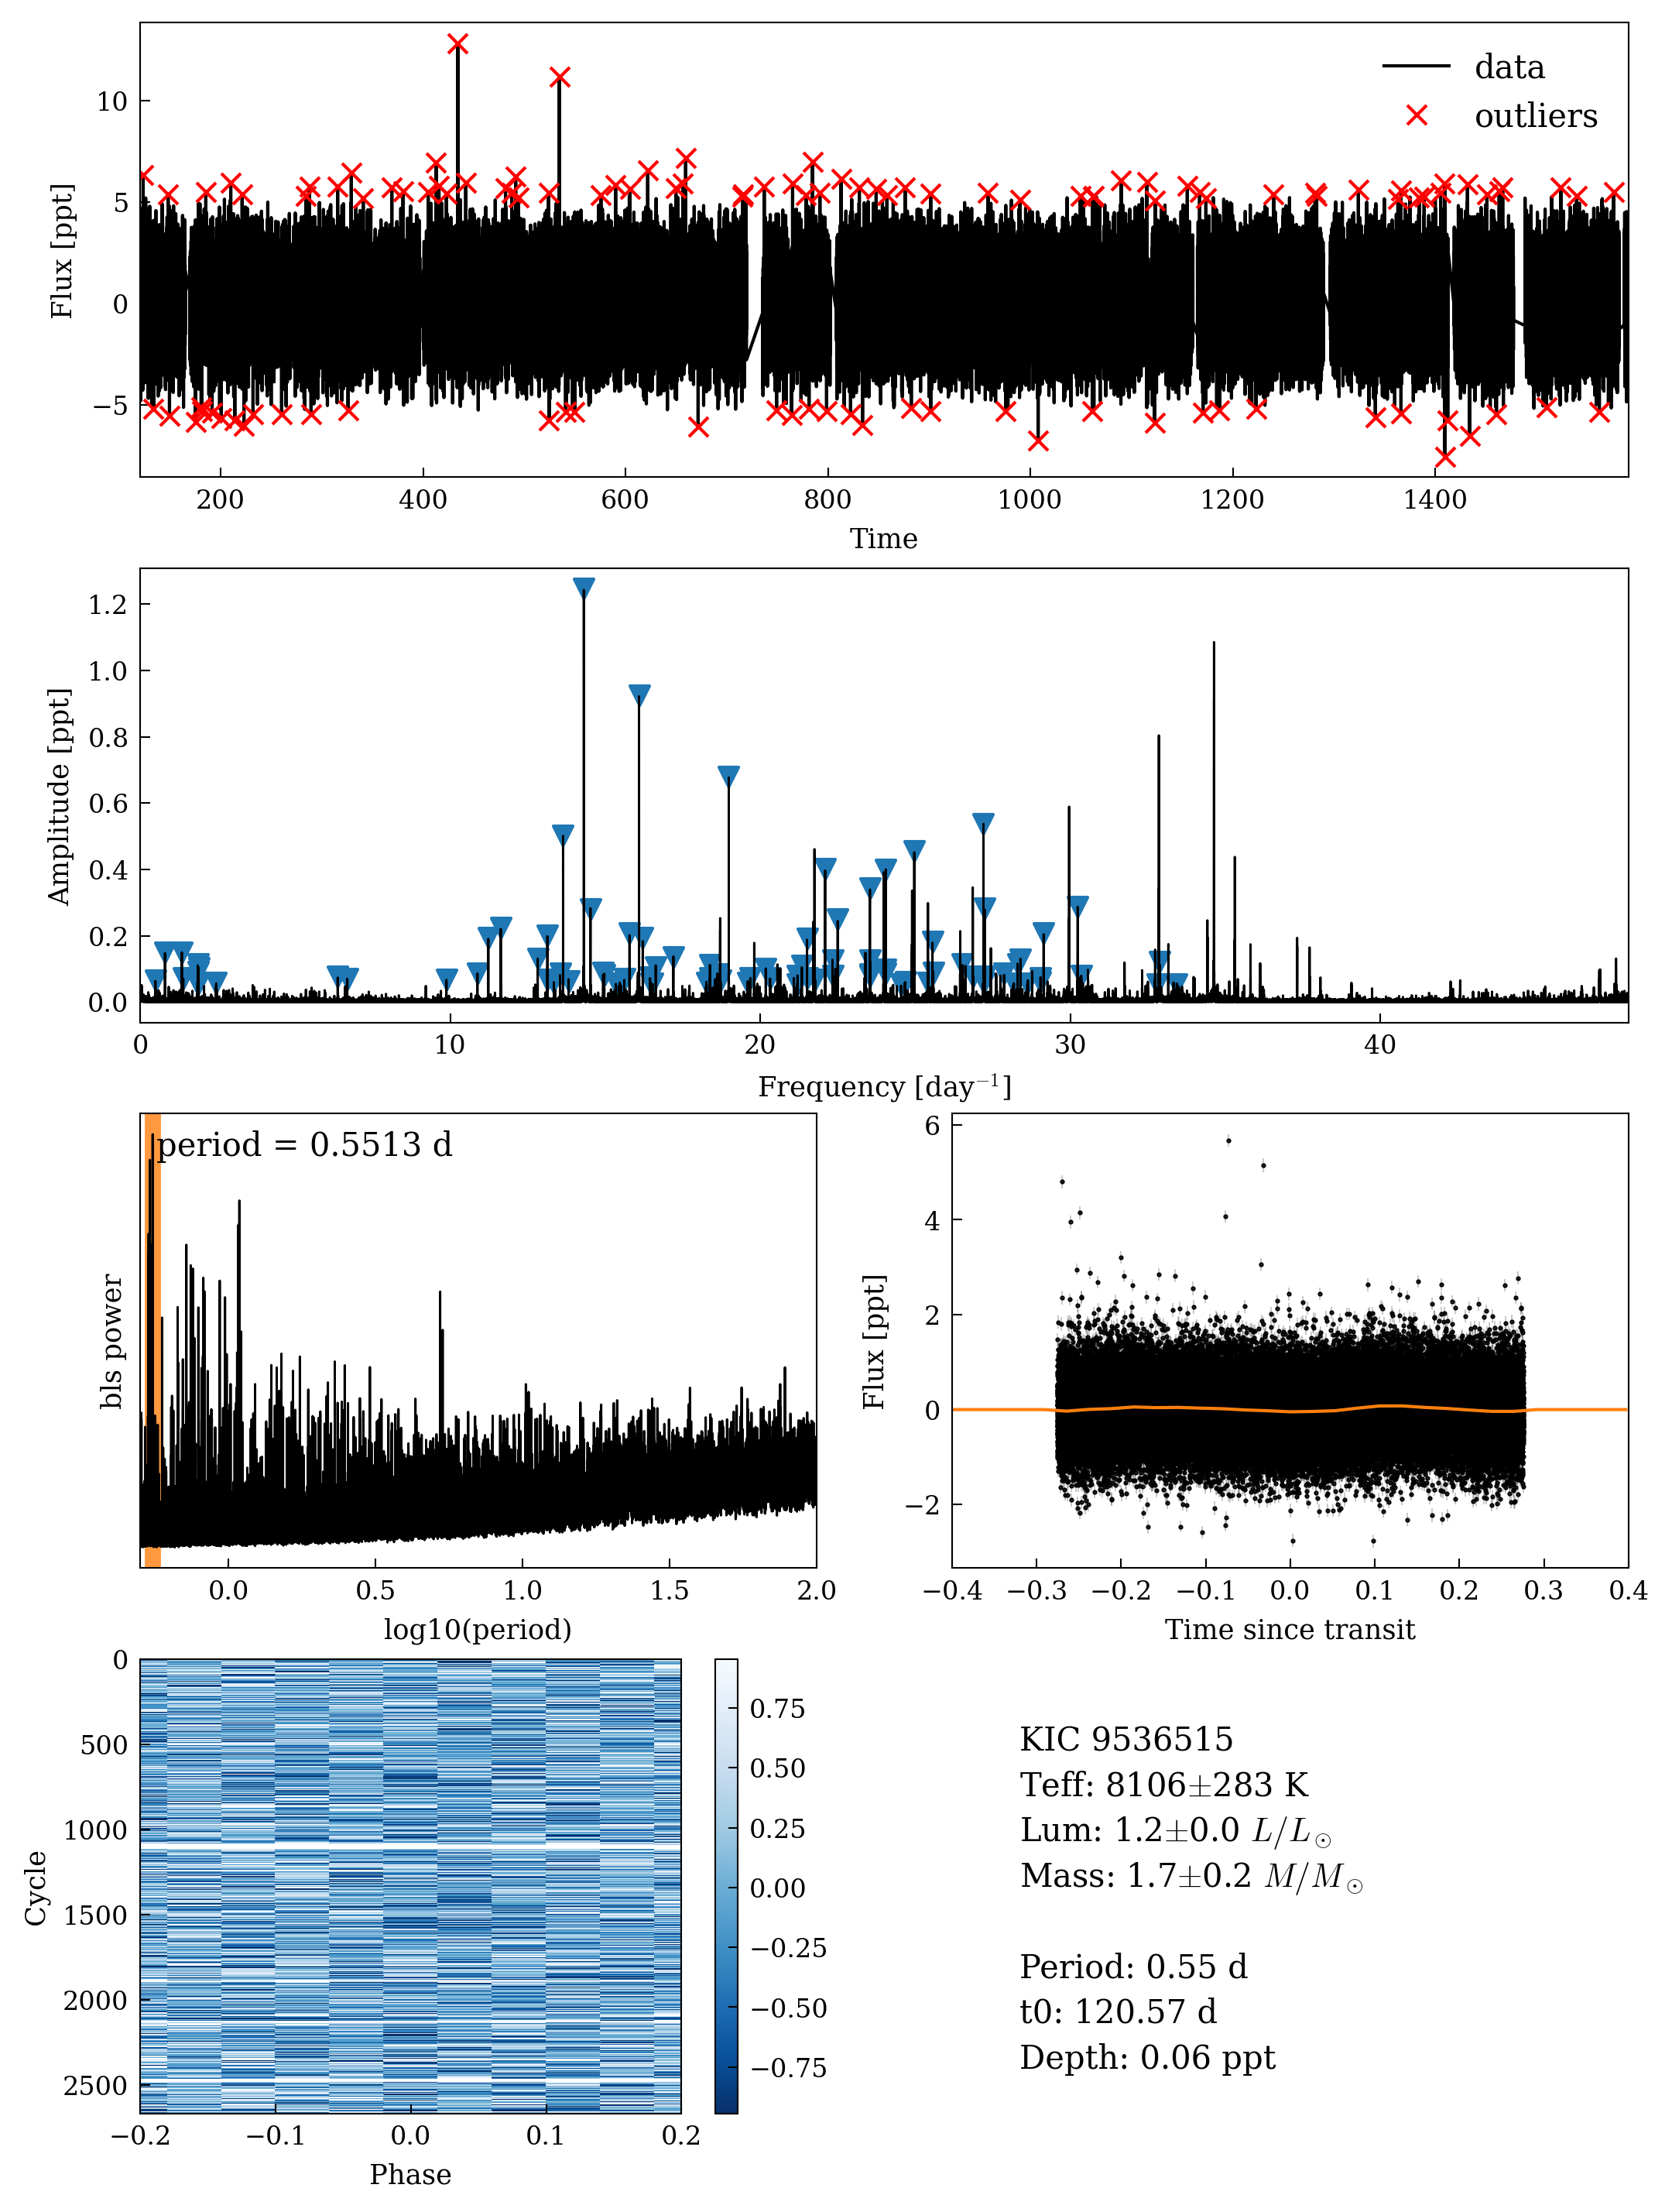 data
outliers
10
5
0
−5
Flux [ppt]
200 400 600 800 1000 1200 1400
Time
1.2
1.0
0.8
0.6
0.4
0.2
0.0
Amplitude [ppt]
0 10 20 30 40
Frequency [day⁻¹]
period = 0.5513 d
bls power
0.0 0.5 1.0 1.5 2.0
log10(period)
6
4
2
0
−2
Flux [ppt]
−0.4 −0.3 −0.2 −0.1 0.0 0.1 0.2 0.3 0.4
Time since transit
0
500
1000
1500
2000
2500
Cycle
−0.2 −0.1 0.0 0.1 0.2
Phase
0.75
0.50
0.25
0.00
−0.25
−0.50
−0.75
KIC 9536515
Teff: 8106±283 K
Lum: 1.2±0.0 L/L⊙
Mass: 1.7±0.2 M/M⊙
Period: 0.55 d
t0: 120.57 d
Depth: 0.06 ppt